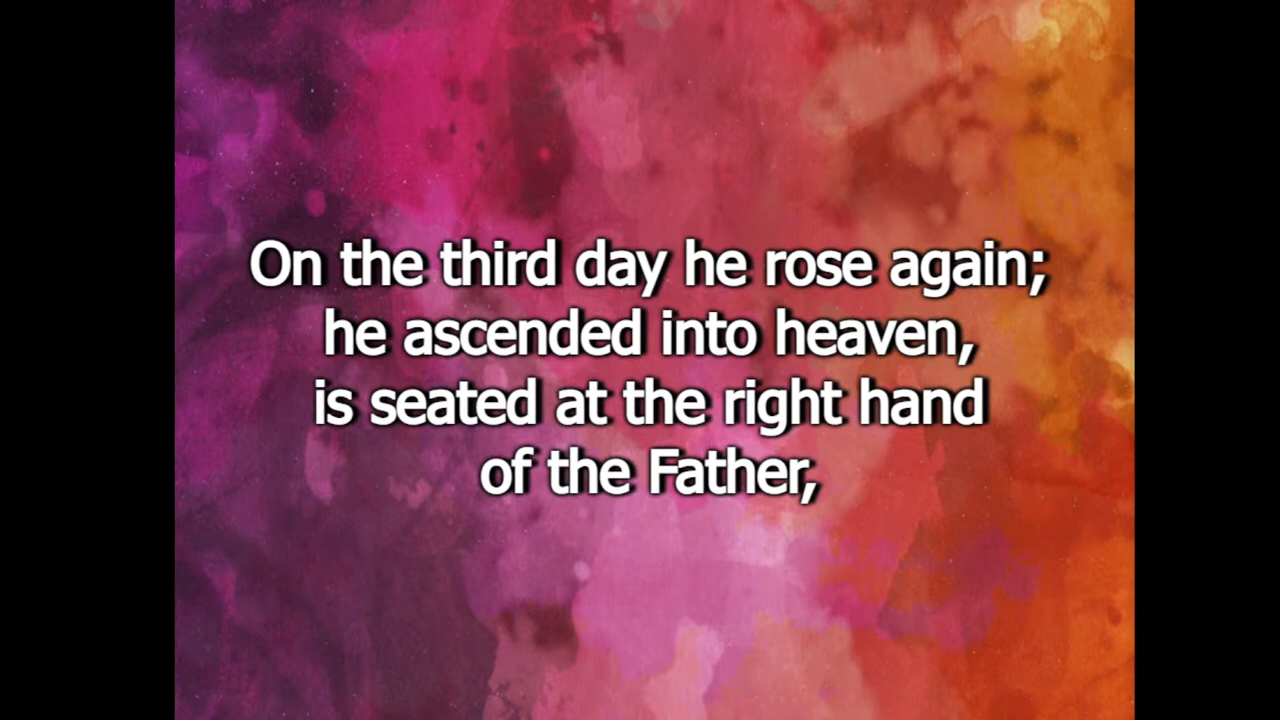 On the third day he rose again;
he ascended into heaven,
is seated at the right hand
of the Father,